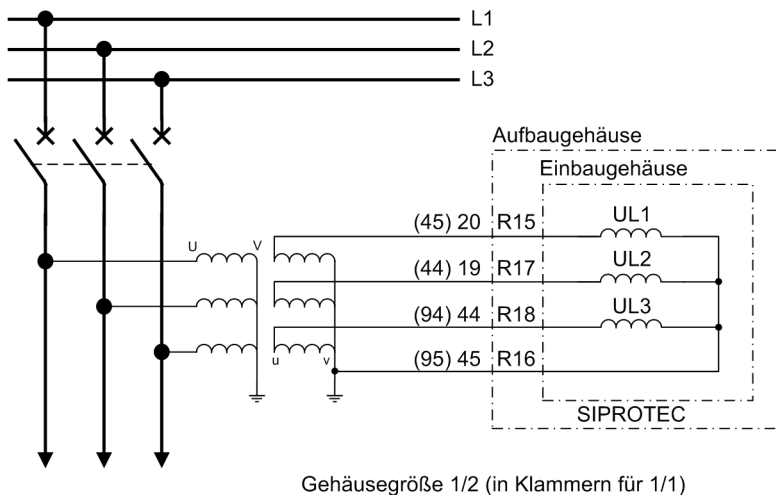 L1
L2
L3
Aufbaugehäuse
Einbaugehäuse
U V
(45) 20 R15 UL1
(44) 19 R17 UL2
(94) 44 R18 UL3
u v
(95) 45 R16
SIPROTEC
Gehäusegröße 1/2 (in Klammern für 1/1)